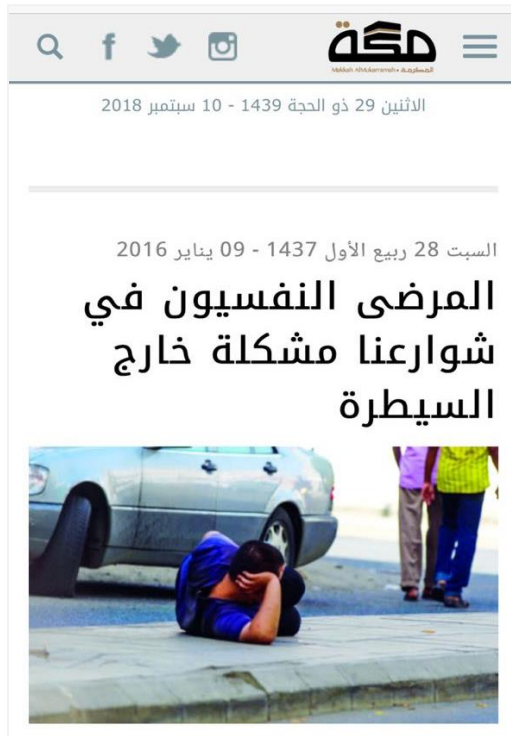 مكة
Makkah AlMukarramah • المكرمة
الاثنين 29 ذو الحجة 1439 - 10 سبتمبر 2018
السبت 28 ربيع الأول 1437 - 09 يناير 2016
المرضى النفسيون في
شوارعنا مشكلة خارج
السيطرة